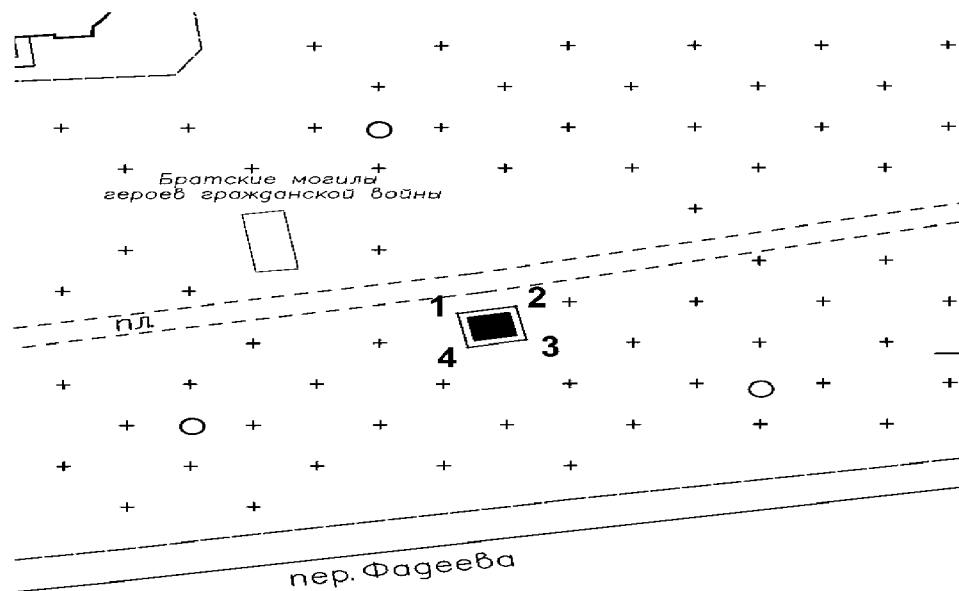 Братские могилы
героев гражданской войны
1
2
пл.
4
3
пер. Фадеева